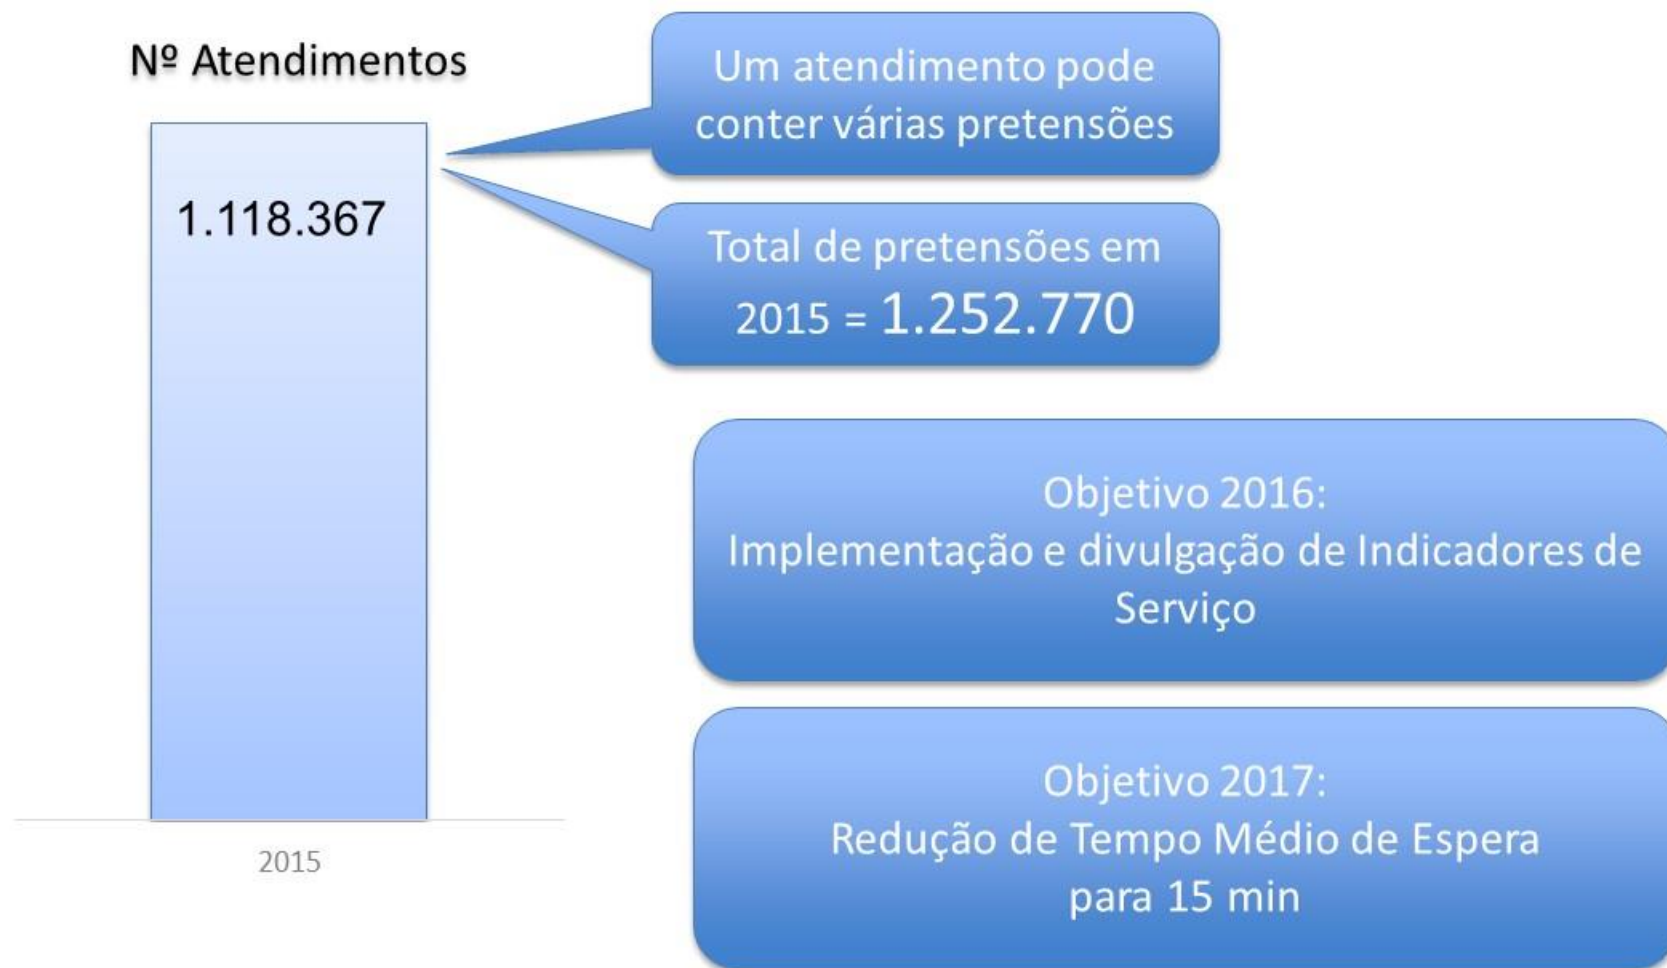 Nº Atendimentos
1.118.367
2015
Um atendimento pode
conter várias pretensões
Total de pretensões em
2015 = 1.252.770
Objetivo 2016:
Implementação e divulgação de Indicadores de
Serviço
Objetivo 2017:
Redução de Tempo Médio de Espera
para 15 min